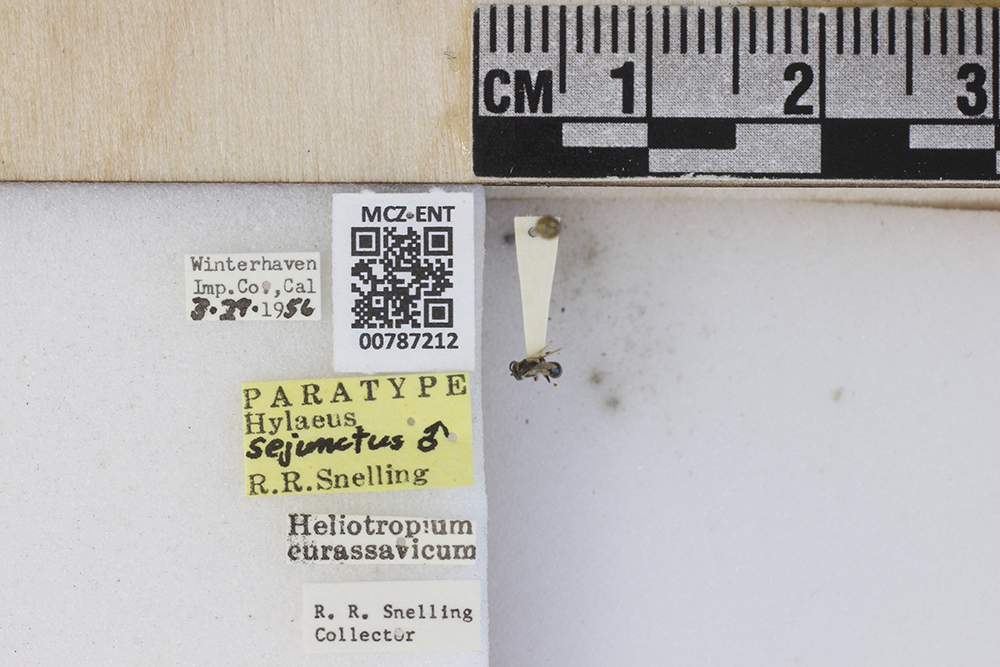 CM 1 2 3
MCZ-ENT
00787212
Winterhaven
Imp.Co.,Cal
3·29·1956
PARATYPE
Hylaeus
sejunctus ♂
R.R.Snelling
Heliotropium
curassavicum
R. R. Snelling
Collector